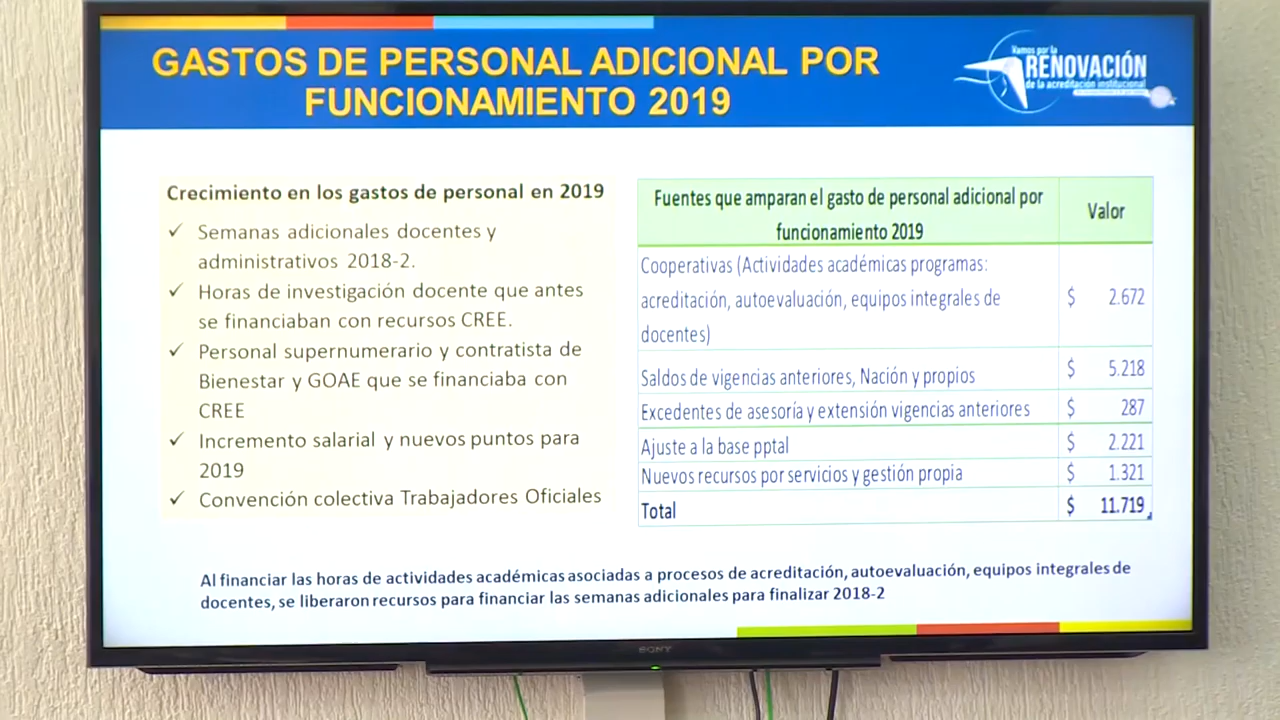 GASTOS DE PERSONAL ADICIONAL POR
FUNCIONAMIENTO 2019
Vamos por la
RENOVACIÓN
de la acreditación institucional
Crecimiento en los gastos de personal en 2019
✓ Semanas adicionales docentes y
administrativos 2018-2.
✓ Horas de investigación docente que antes
se financiaban con recursos CREE.
✓ Personal supernumerario y contratista de
Bienestar y GOAE que se financiaba con
CREE
✓ Incremento salarial y nuevos puntos para
2019
✓ Convención colectiva Trabajadores Oficiales
Fuentes que amparan el gasto de personal adicional por
funcionamiento 2019
Valor
Cooperativas (Actividades académicas programas:
acreditación, autoevaluación, equipos integrales de
docentes)
$ 2.672
Saldos de vigencias anteriores, Nación y propios $ 5.218
Excedentes de asesoría y extensión vigencias anteriores $ 287
Ajuste a la base pptal $ 2.221
Nuevos recursos por servicios y gestión propia $ 1.321
Total $ 11.719
Al financiar las horas de actividades académicas asociadas a procesos de acreditación, autoevaluación, equipos integrales de
docentes, se liberaron recursos para financiar las semanas adicionales para finalizar 2018-2
SONY